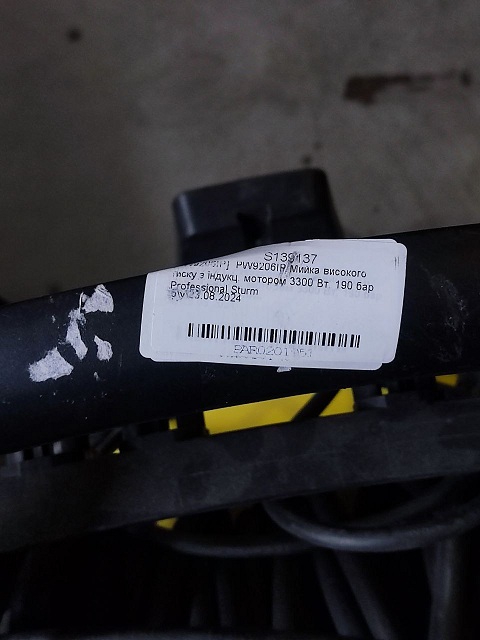 S139137
PW9206IP Мийка високого
тиску з індукц. мотором 3300 Вт, 190 бар
Professional Sturm
23.08.2024